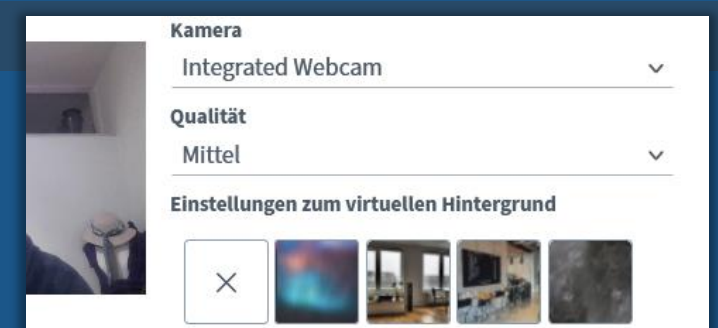 Kamera
Integrated Webcam
Qualität
Mittel
Einstellungen zum virtuellen Hintergrund